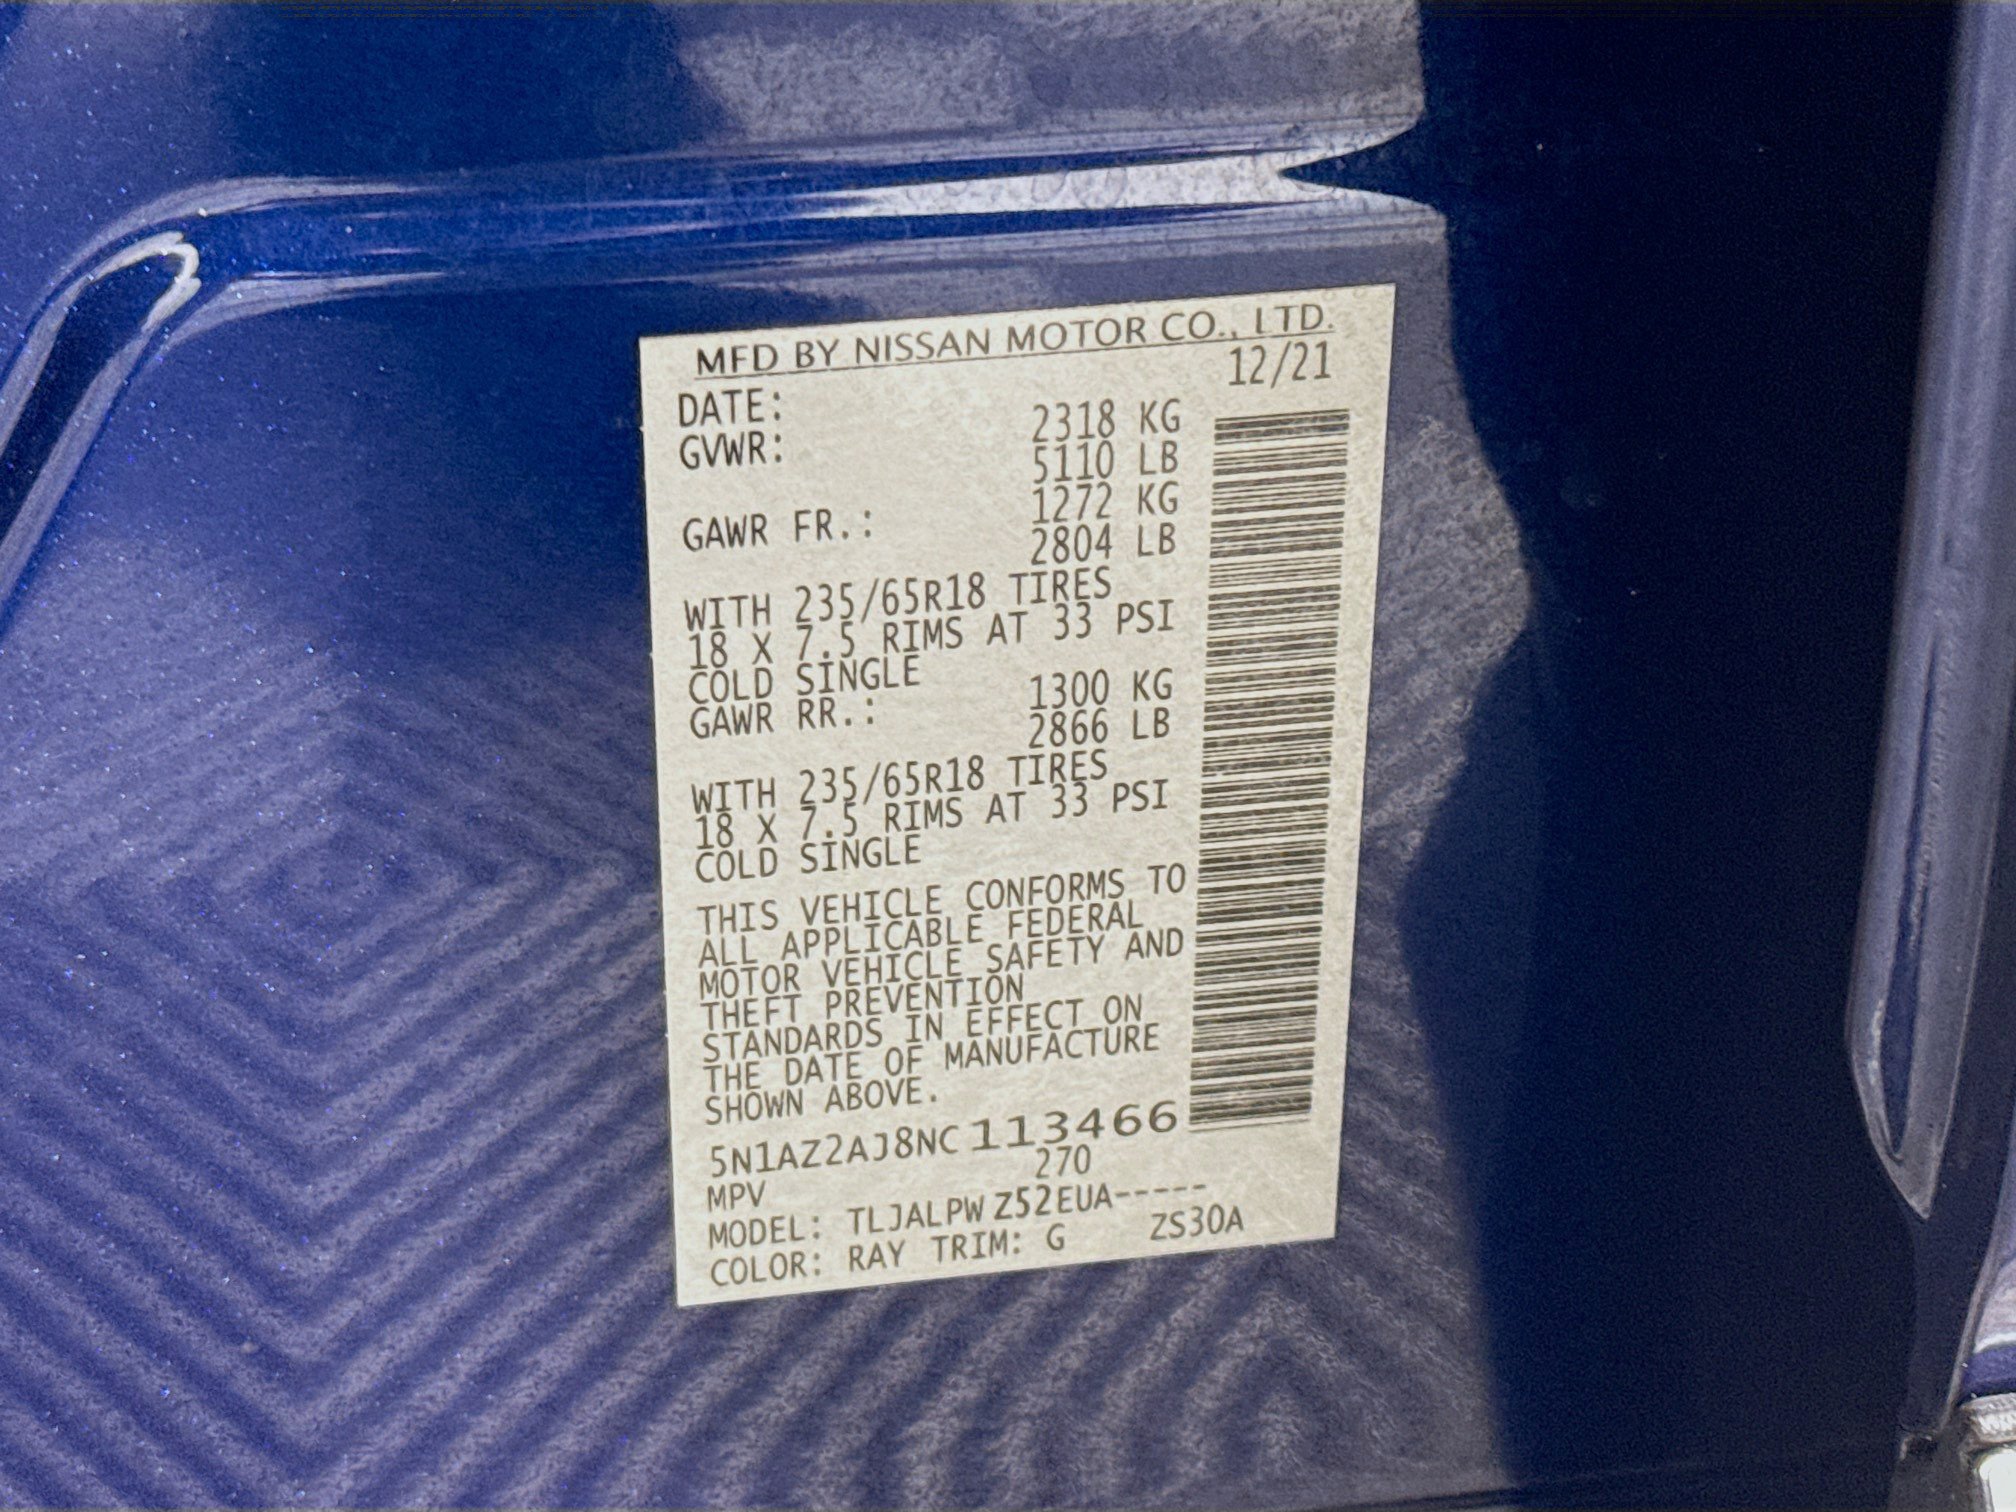 MFD BY NISSAN MOTOR CO., LTD.
DATE: 12/21
GVWR: 2318 KG
5110 LB
GAWR FR.: 1272 KG
2804 LB
WITH 235/65R18 TIRES
18 X 7.5 RIMS AT 33 PSI
COLD SINGLE
GAWR RR.: 1300 KG
2866 LB
WITH 235/65R18 TIRES
18 X 7.5 RIMS AT 33 PSI
COLD SINGLE
THIS VEHICLE CONFORMS TO
ALL APPLICABLE FEDERAL
MOTOR VEHICLE SAFETY AND
THEFT PREVENTION
STANDARDS IN EFFECT ON
THE DATE OF MANUFACTURE
SHOWN ABOVE.
5N1AZ2AJ8NC113466
MPV 270
MODEL: TLJALPW Z52EUA-----
COLOR: RAY TRIM: G ZS30A